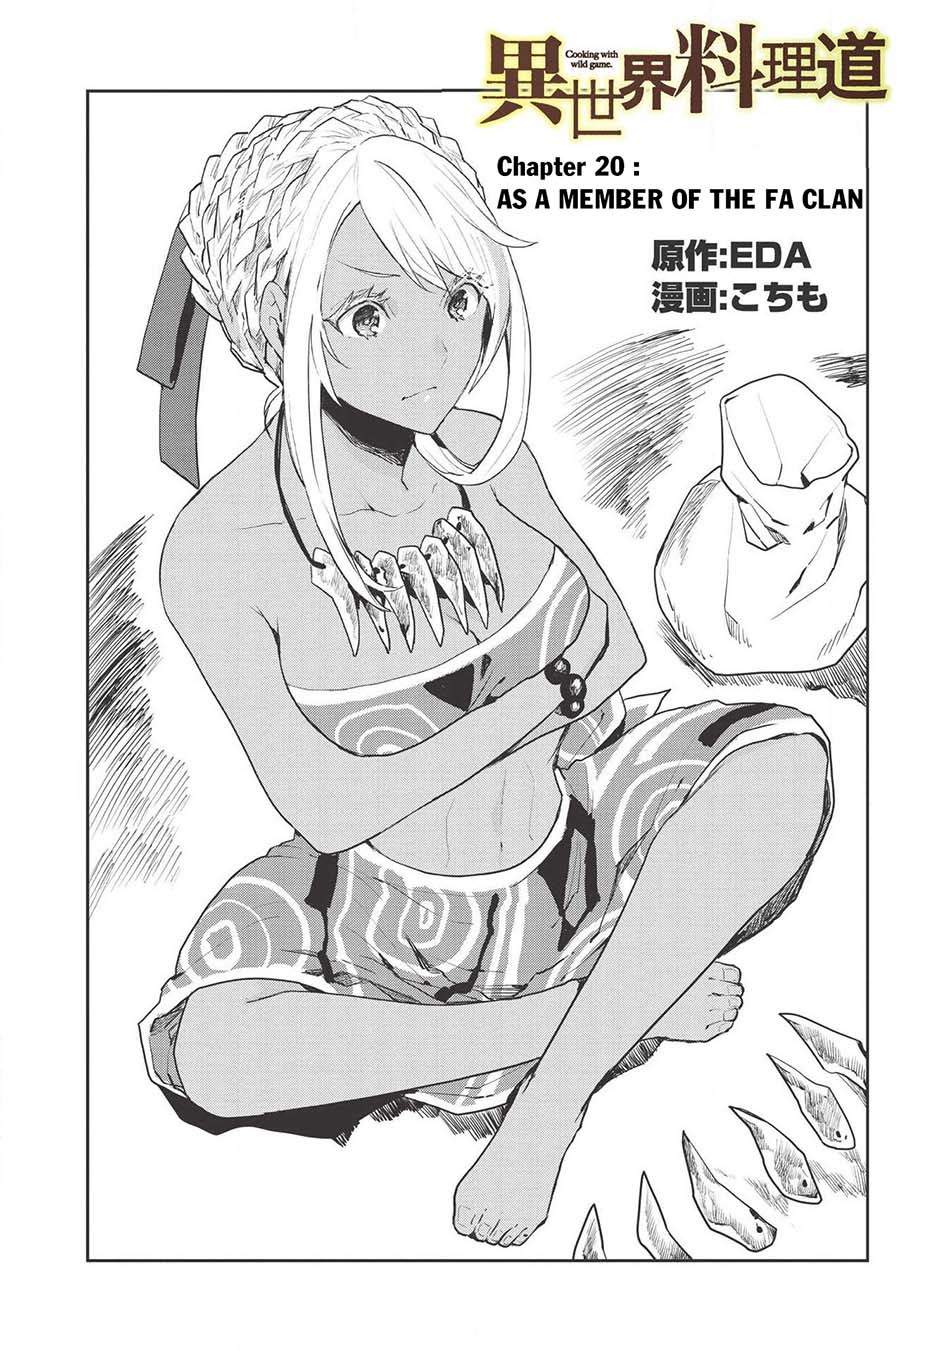 異世界料理道
Cooking with
wild game.
Chapter 20 :
AS A MEMBER OF THE FA CLAN
原作:EDA
漫画:こちも